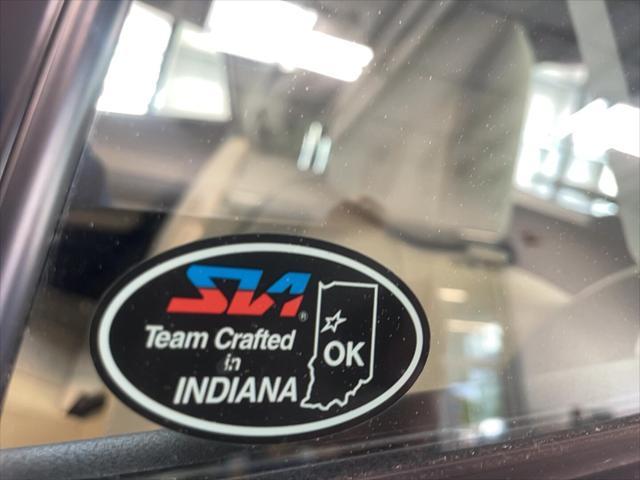 SIA®
Team Crafted
in
INDIANA
OK